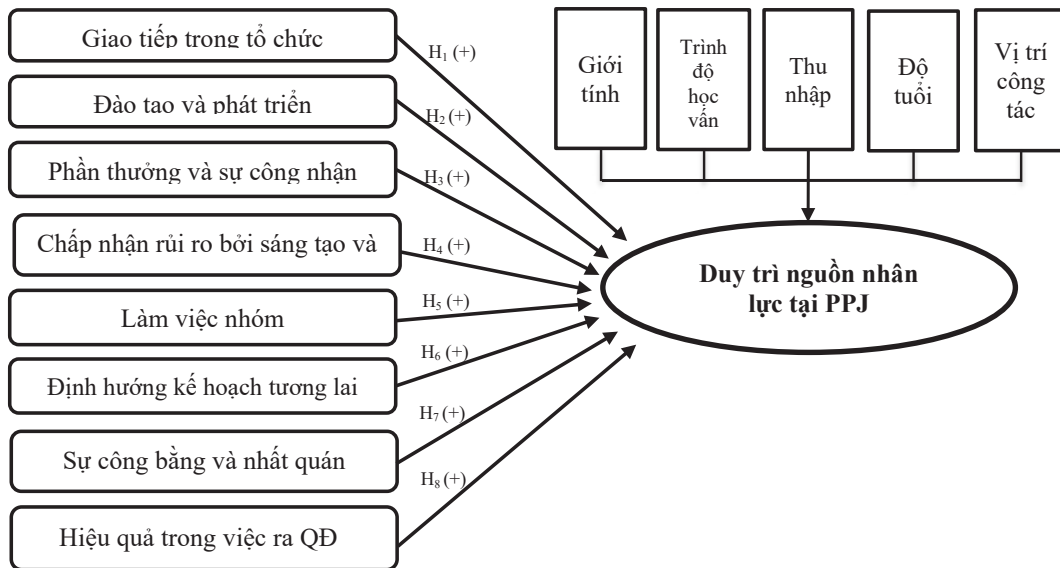 Giao tiếp trong tổ chức
Đào tao và phát triển
Phần thưởng và sự công nhận
Chấp nhận rủi ro bởi sáng tạo và
Làm việc nhóm
Định hướng kế hoạch tương lai
Sự công bằng và nhất quán
Hiệu quả trong việc ra QĐ
H₁ (+)
H₂ (+)
H₃ (+)
H₄ (+)
H₅ (+)
H₆ (+)
H₇ (+)
H₈ (+)
Giới
tính
Trình
độ
học
vấn
Thu
nhập
Độ
tuổi
Vị trí
công
tác
Duy trì nguồn nhân
lực tại PPJ